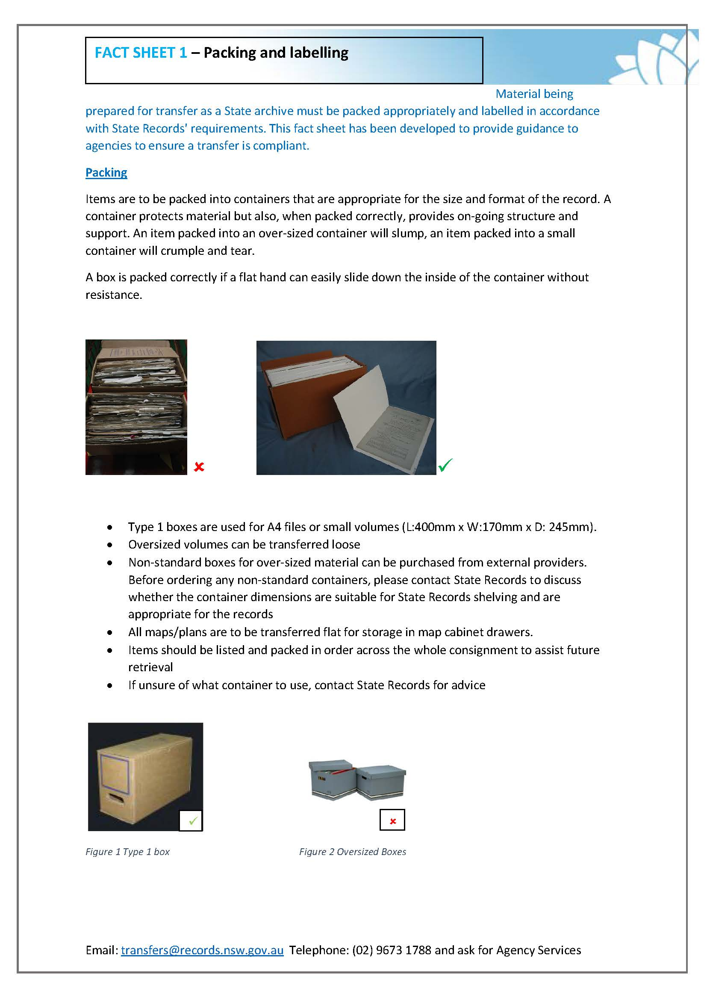 FACT SHEET 1 – Packing and labelling
Material being
prepared for transfer as a State archive must be packed appropriately and labelled in accordance
with State Records' requirements. This fact sheet has been developed to provide guidance to
agencies to ensure a transfer is compliant.
Packing
Items are to be packed into containers that are appropriate for the size and format of the record. A
container protects material but also, when packed correctly, provides on-going structure and
support. An item packed into an over-sized container will slump, an item packed into a small
container will crumple and tear.
A box is packed correctly if a flat hand can easily slide down the inside of the container without
resistance.
• Type 1 boxes are used for A4 files or small volumes (L:400mm x W:170mm x D: 245mm).
• Oversized volumes can be transferred loose
• Non-standard boxes for over-sized material can be purchased from external providers.
Before ordering any non-standard containers, please contact State Records to discuss
whether the container dimensions are suitable for State Records shelving and are
appropriate for the records
• All maps/plans are to be transferred flat for storage in map cabinet drawers.
• Items should be listed and packed in order across the whole consignment to assist future
retrieval
• If unsure of what container to use, contact State Records for advice
Figure 1 Type 1 box
Figure 2 Oversized Boxes
Email: transfers@records.nsw.gov.au Telephone: (02) 9673 1788 and ask for Agency Services